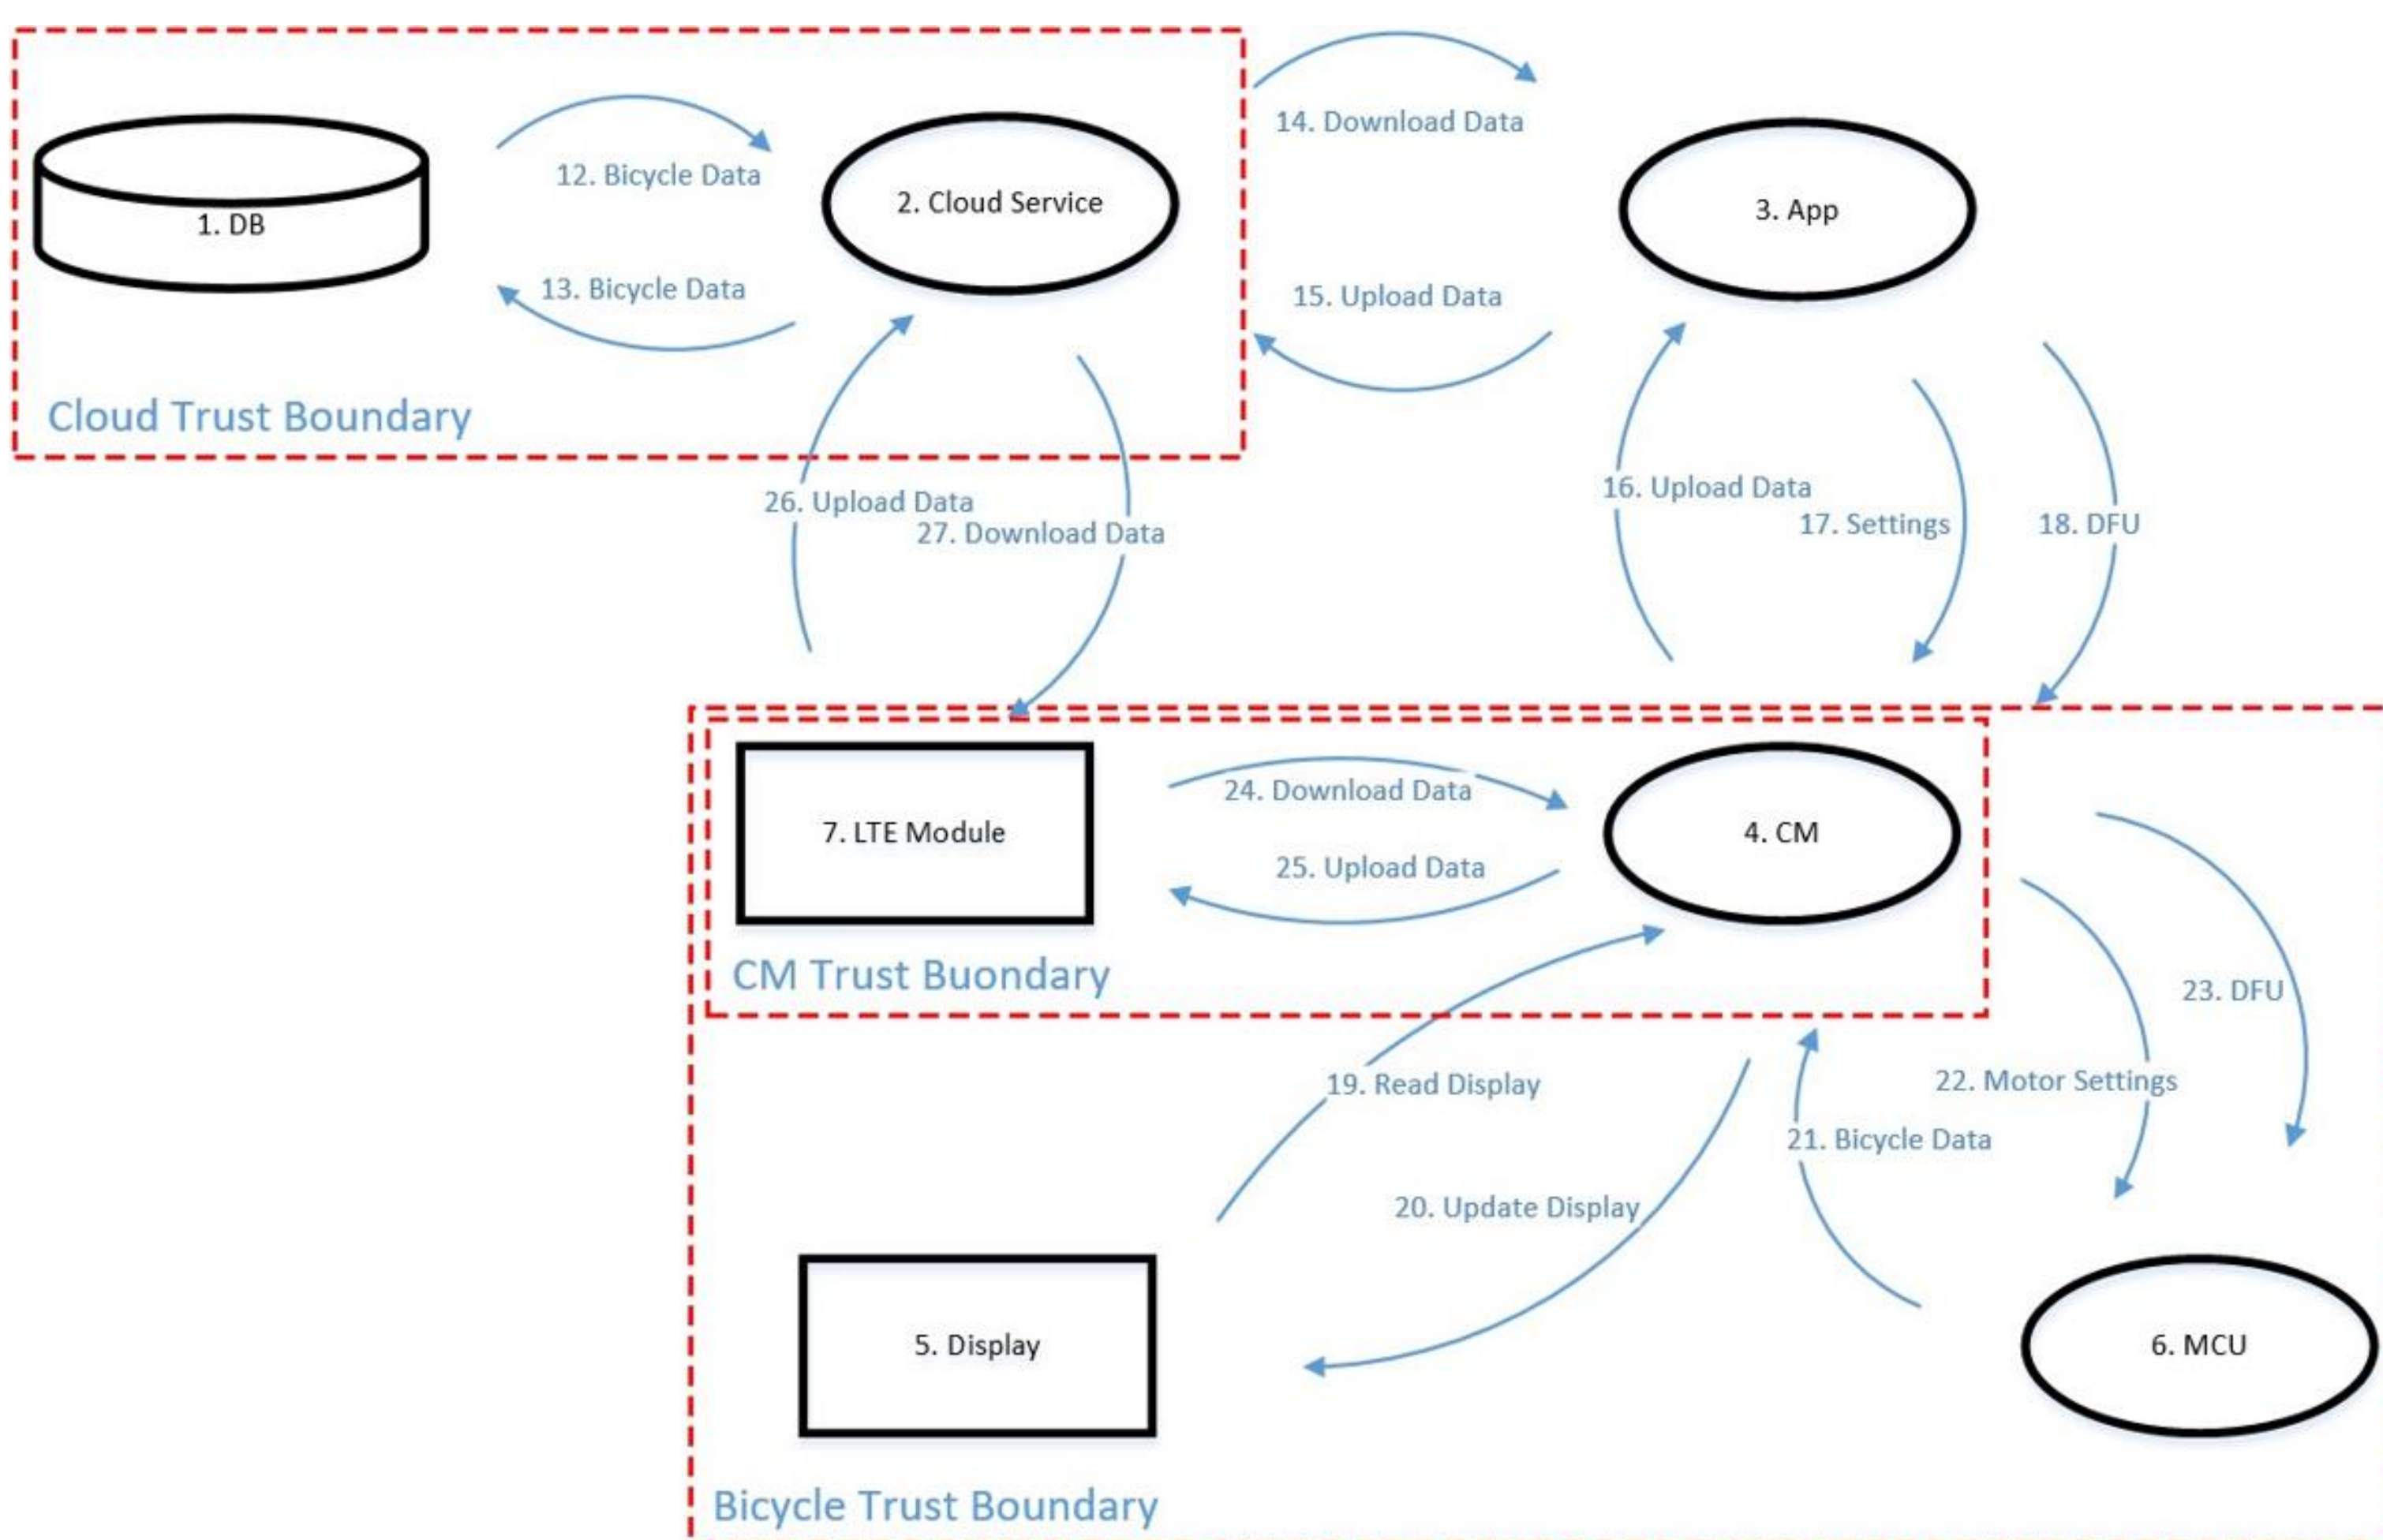 14. Download Data
12. Bicycle Data
2. Cloud Service
3. App
1. DB
13. Bicycle Data
15. Upload Data
Cloud Trust Boundary
26. Upload Data
27. Download Data
16. Upload Data
17. Settings
18. DFU
24. Download Data
7. LTE Module
4. CM
25. Upload Data
CM Trust Buondary
23. DFU
19. Read Display
22. Motor Settings
21. Bicycle Data
20. Update Display
5. Display
6. MCU
Bicycle Trust Boundary